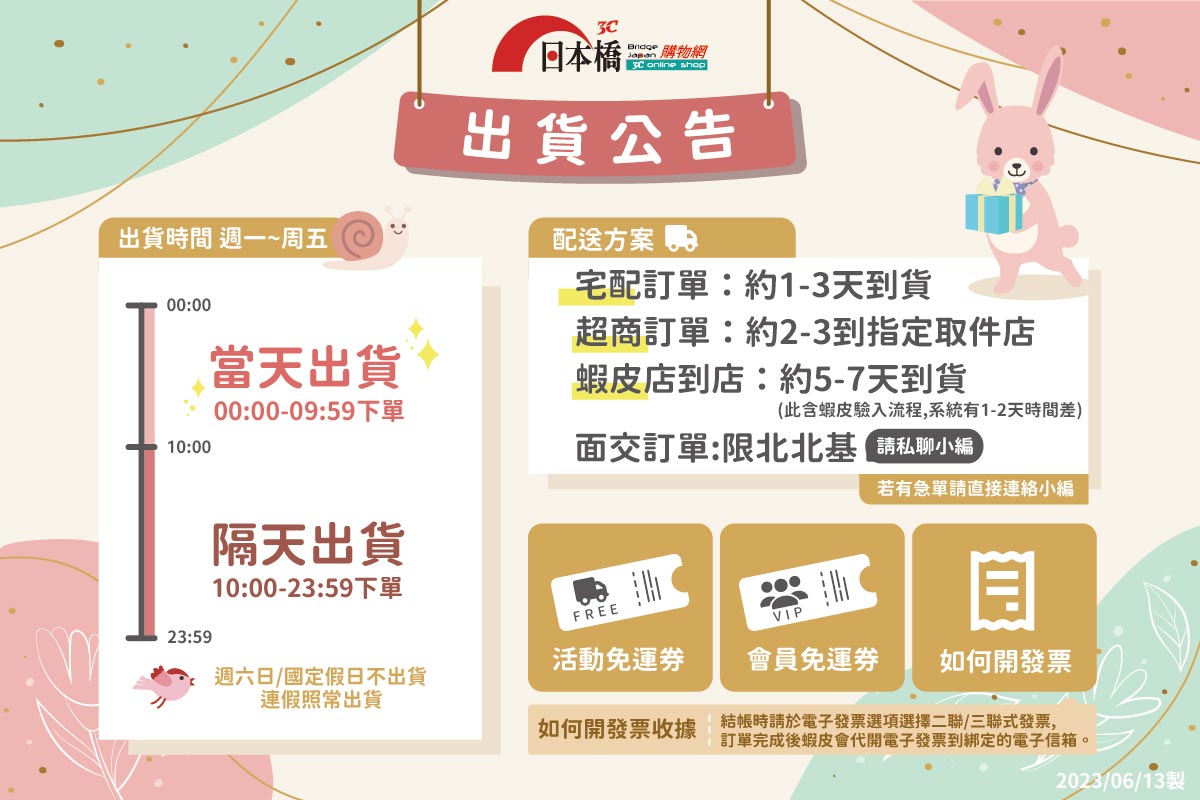 3C
日本橋
Bridge
Japan
購物網
3C online shop
出貨公告
出貨時間 週一~周五
00:00
當天出貨
00:00-09:59下單
10:00
隔天出貨
10:00-23:59下單
23:59
週六日/國定假日不出貨
連假照常出貨
配送方案
宅配訂單：約1-3天到貨
超商訂單：約2-3到指定取件店
蝦皮店到店：約5-7天到貨
(此含蝦皮驗入流程,系統有1-2天時間差)
面交訂單:限北北基 請私聊小編
若有急單請直接連絡小編
FREE
活動免運券
VIP
會員免運券
如何開發票
如何開發票收據
結帳時請於電子發票選項選擇二聯/三聯式發票,
訂單完成後蝦皮會代開電子發票到綁定的電子信箱。
2023/06/13製